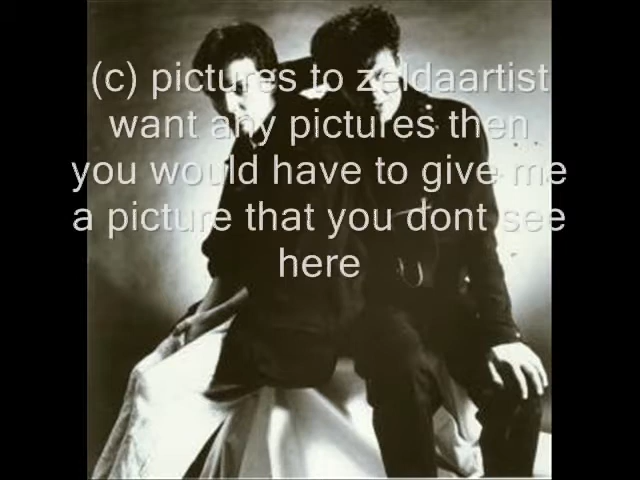 (c) pictures to zeldaartist
want any pictures then
you would have to give me
a picture that you dont see
here